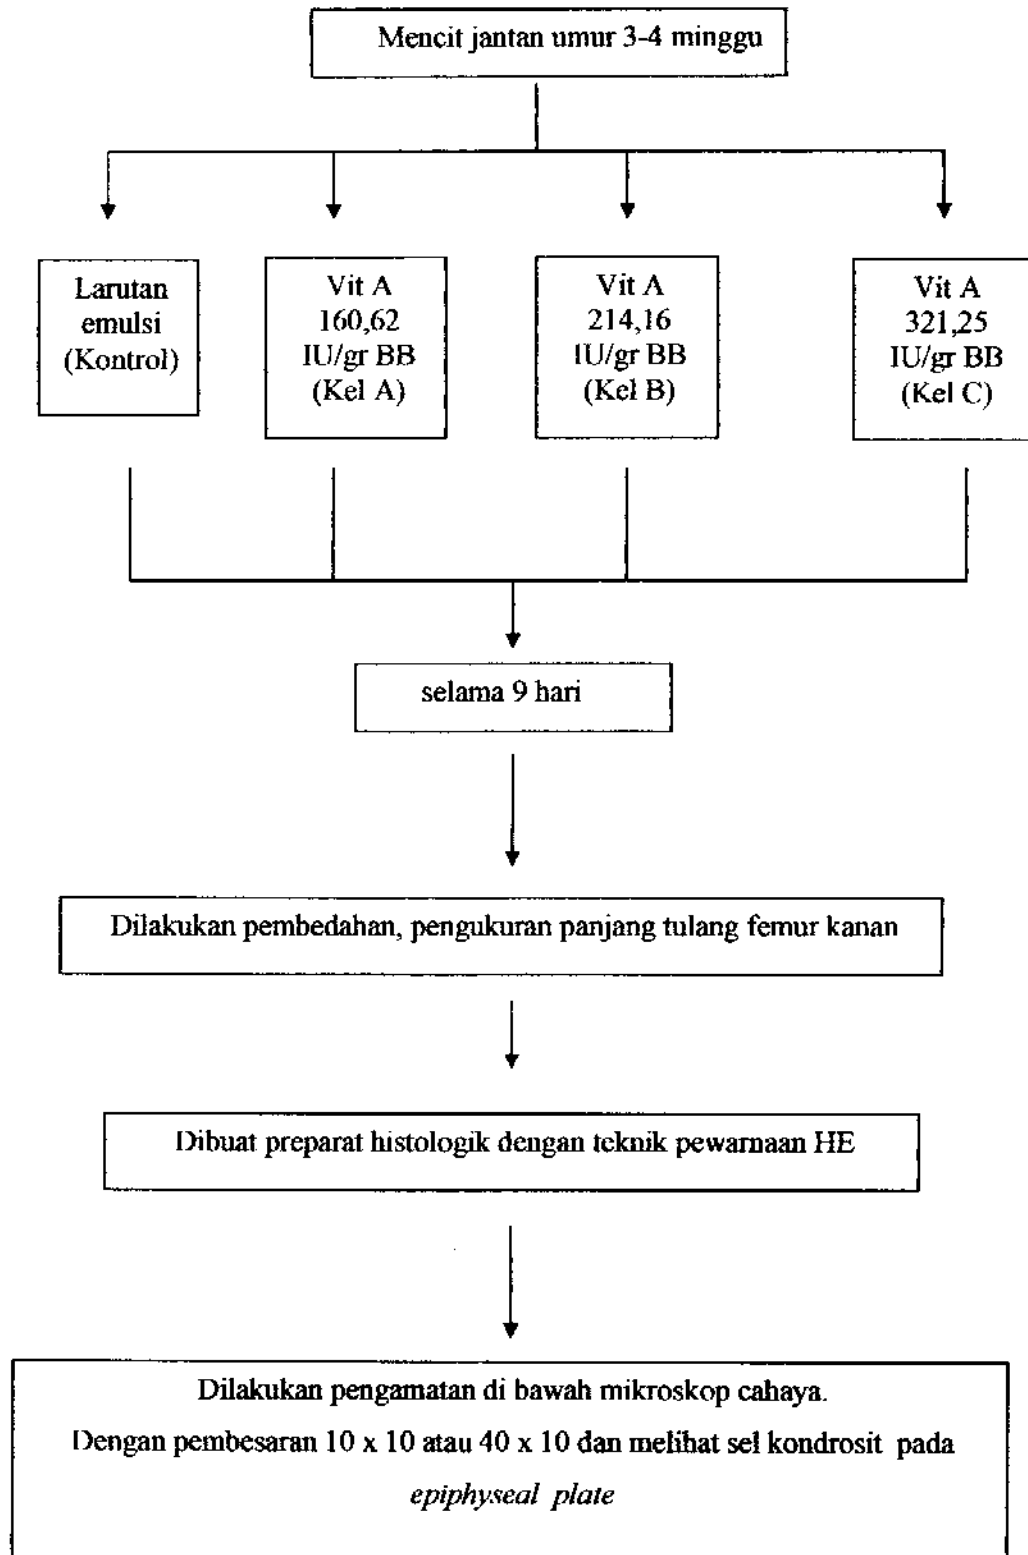 Mencit jantan umur 3-4 minggu
Larutan
emulsi
(Kontrol)
Vit A
160,62
IU/gr BB
(Kel A)
Vit A
214,16
IU/gr BB
(Kel B)
Vit A
321,25
IU/gr BB
(Kel C)
selama 9 hari
Dilakukan pembedahan, pengukuran panjang tulang femur kanan
Dibuat preparat histologik dengan teknik pewarnaan HE
Dilakukan pengamatan di bawah mikroskop cahaya.
Dengan pembesaran 10 x 10 atau 40 x 10 dan melihat sel kondrosit pada
epiphyseal plate